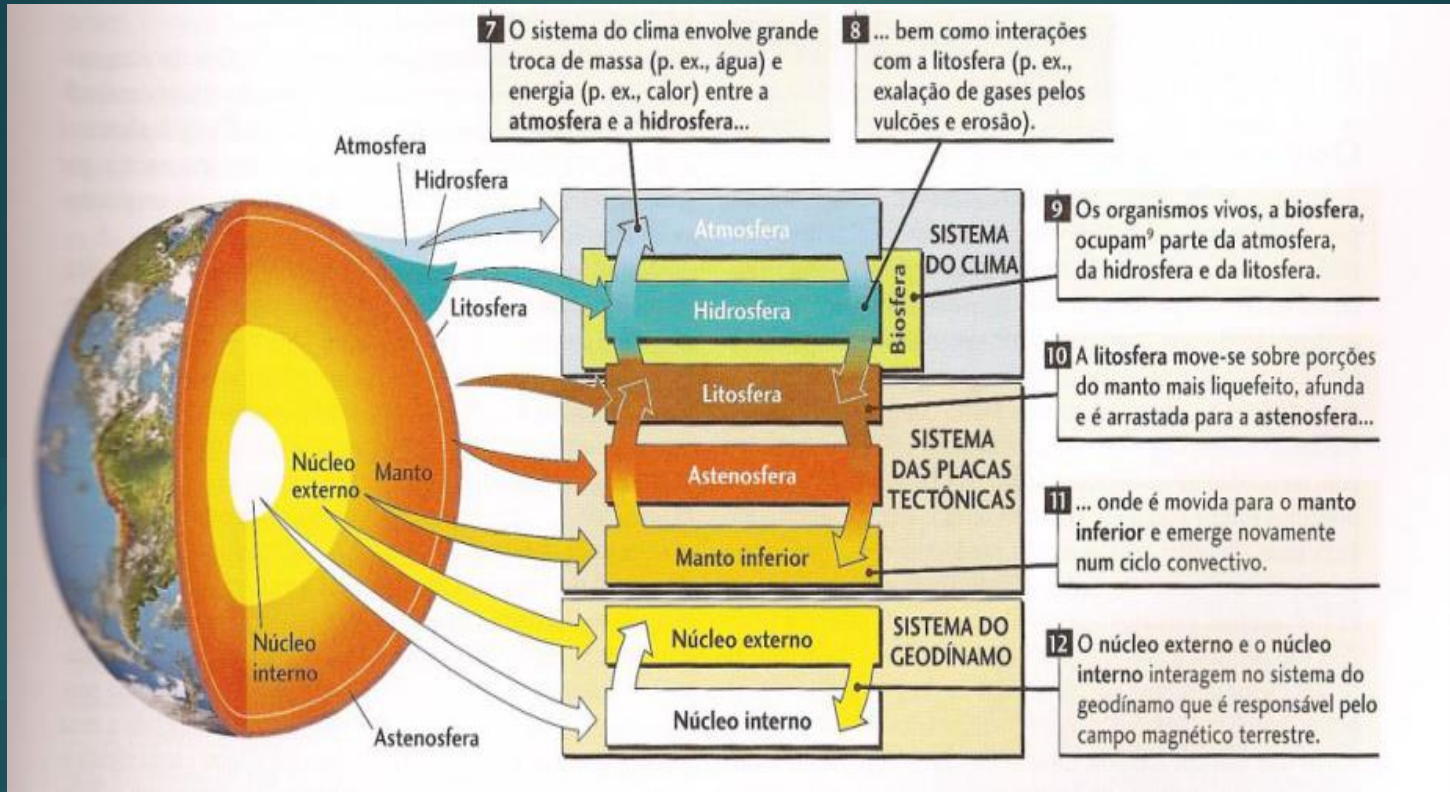 7 O sistema do clima envolve grande
troca de massa (p. ex., água) e
energia (p. ex., calor) entre a
atmosfera e a hidrosfera...
8 ... bem como interações
com a litosfera (p. ex.,
exalação de gases pelos
vulcões e erosão).
Atmosfera
Hidrosfera
Litosfera
Núcleo
externo
Manto
Núcleo
interno
Astenosfera
Atmosfera
Hidrosfera
Biosfera
SISTEMA
DO CLIMA
Litosfera
Astenosfera
Manto inferior
SISTEMA
DAS PLACAS
TECTÔNICAS
Núcleo externo
Núcleo interno
SISTEMA DO
GEODÍNAMO
9 Os organismos vivos, a biosfera,
ocupam⁹ parte da atmosfera,
da hidrosfera e da litosfera.
10 A litosfera move-se sobre porções
do manto mais liquefeito, afunda
e é arrastada para a astenosfera...
11 ... onde é movida para o manto
inferior e emerge novamente
num ciclo convectivo.
12 O núcleo externo e o núcleo
interno interagem no sistema do
geodínamo que é responsável pelo
campo magnético terrestre.